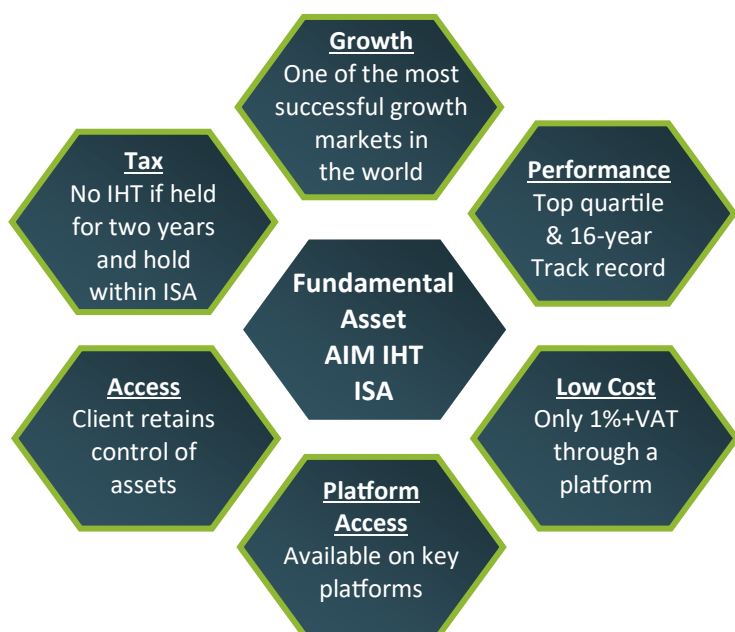 Growth
One of the most
successful growth
markets in
the world
Tax
No IHT if held
for two years
and hold
within ISA
Performance
Top quartile
& 16-year
Track record
Fundamental
Asset
AIM IHT
ISA
Access
Client retains
control of
assets
Low Cost
Only 1%+VAT
through a
platform
Platform
Access
Available on key
platforms